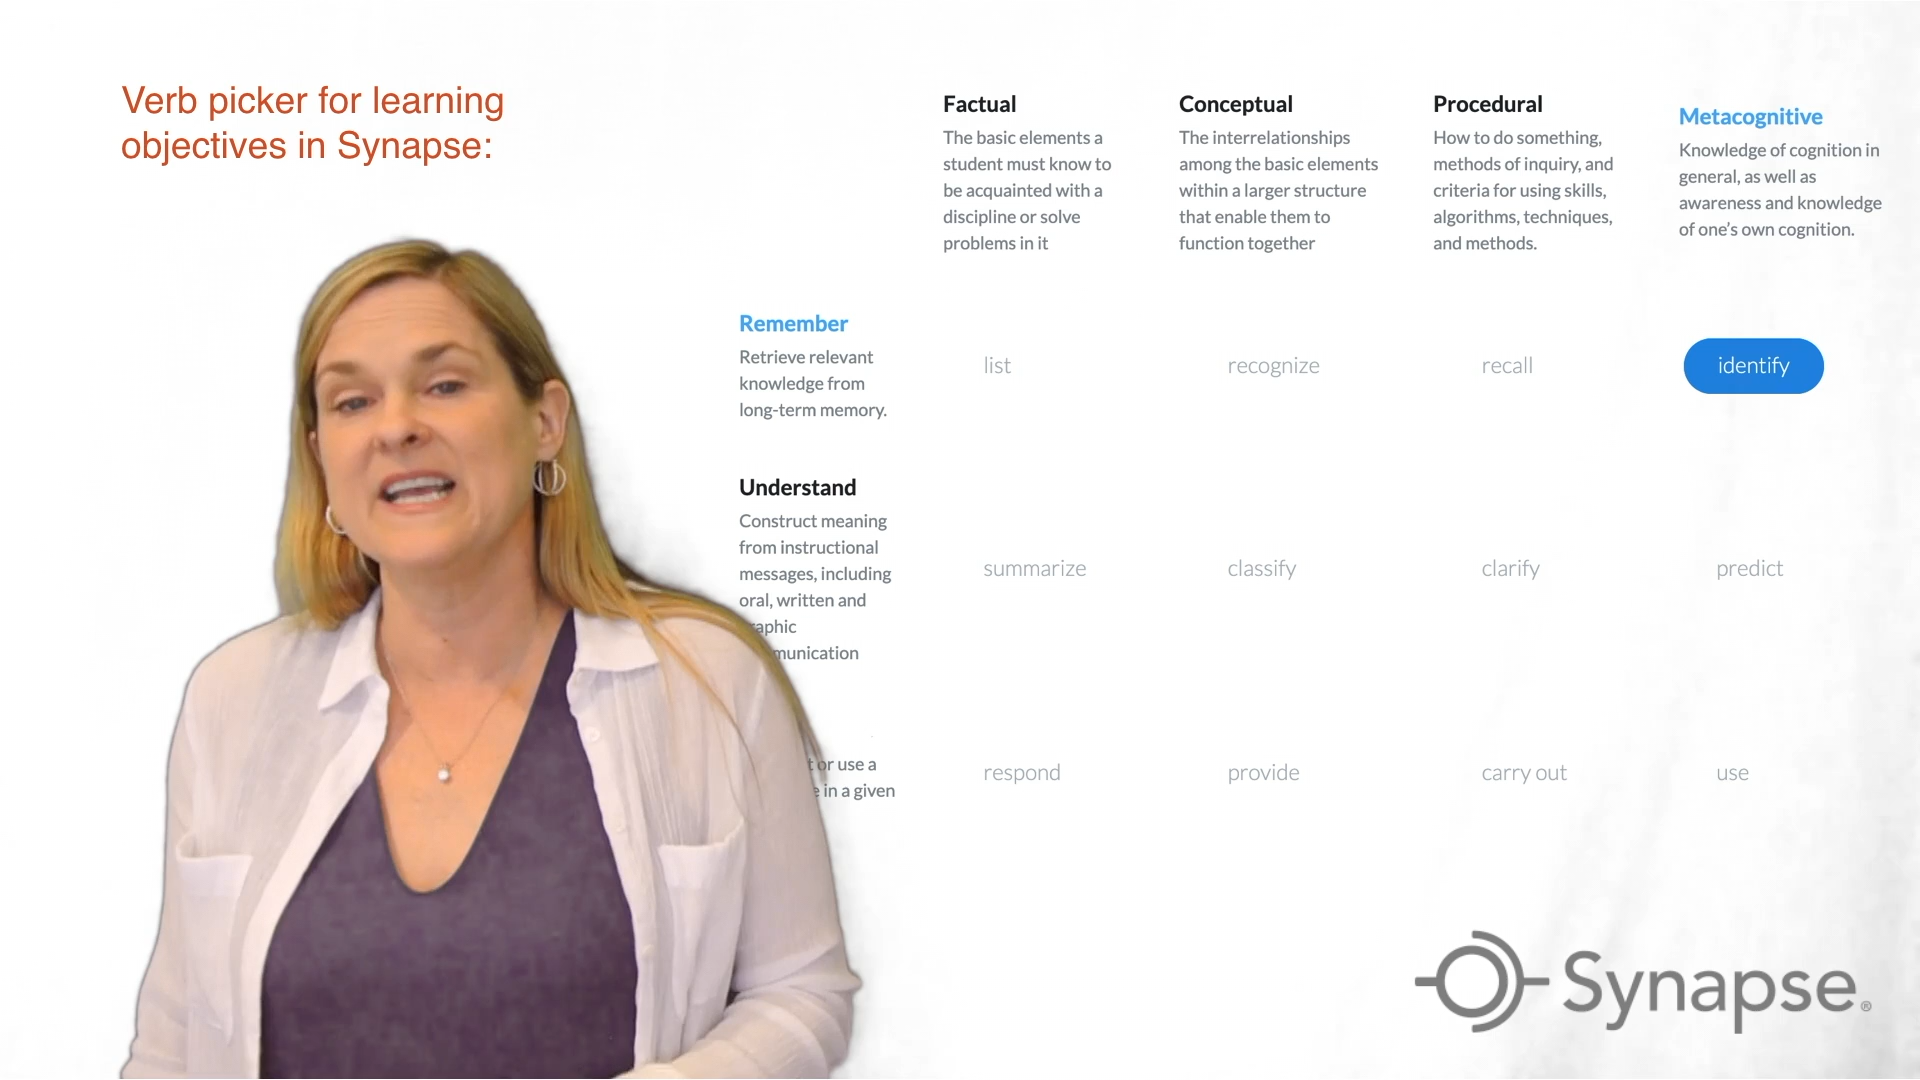 Verb picker for learning
objectives in Synapse:
Factual
The basic elements a
student must know to
be acquainted with a
discipline or solve
problems in it
Conceptual
The interrelationships
among the basic elements
within a larger structure
that enable them to
function together
Procedural
How to do something,
methods of inquiry, and
criteria for using skills,
algorithms, techniques,
and methods.
Metacognitive
Knowledge of cognition in
general, as well as
awareness and knowledge
of one’s own cognition.
Remember
Retrieve relevant
knowledge from
long-term memory.
list
recognize
recall
identify
Understand
Construct meaning
from instructional
messages, including
oral, written and
summarize
classify
clarify
predict
or use a
in a given
respond
provide
carry out
use
Synapse®